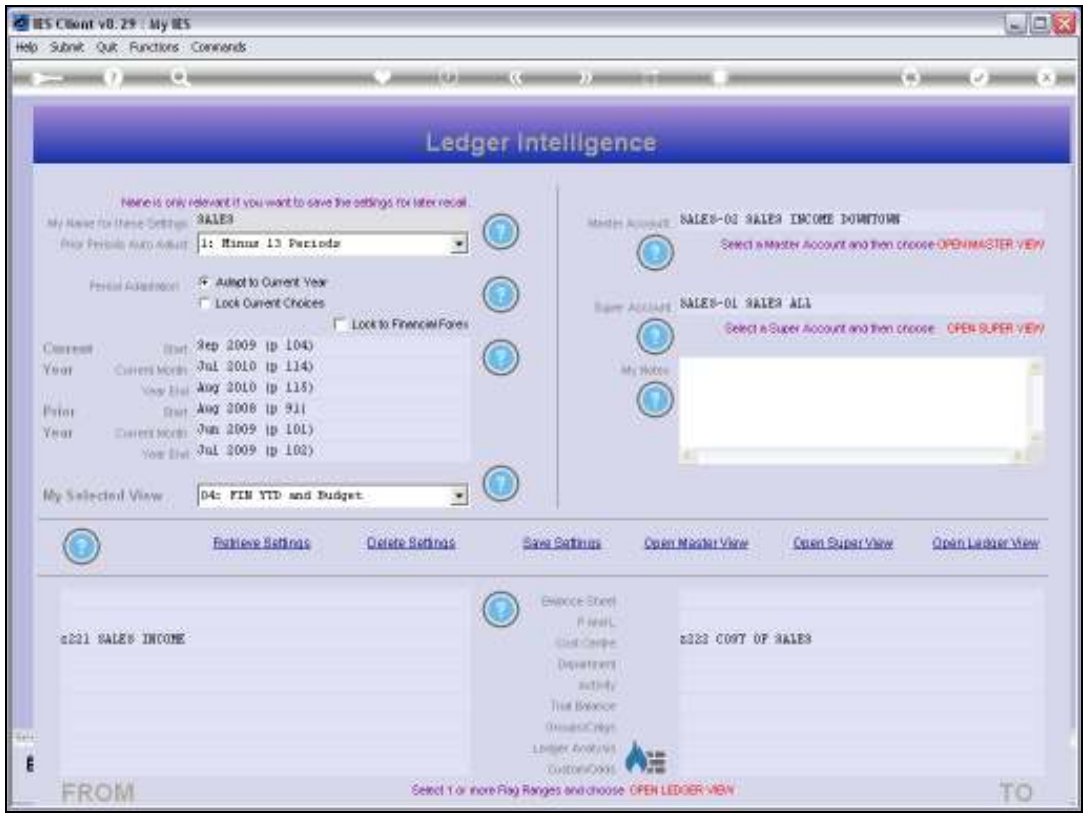 IES Client v8.29 : My IES
Help Submit Quit Functions Commands
Ledger Intelligence
Name is only relevant if you want to save the settings for later recall.
My Name for these Settings SALES
Prior Periods Auto Adjust 1: Minus 13 Periods
Period Adaptation Adapt to Current Year
Lock Current Choices
Lock to Financial Forex
Current Start Sep 2009 (p 104)
Year Current Month Jul 2010 (p 114)
Year End Aug 2010 (p 115)
Prior Start Aug 2008 (p 91)
Year Current Month Jun 2009 (p 101)
Year End Jul 2009 (p 102)
My Selected View 04: FIN YTD and Budget
Master Account SALES-02 SALES INCOME DOWNTOWN
Select a Master Account and then choose OPEN MASTER VIEW
Super Account SALES-01 SALES ALL
Select a Super Account and then choose OPEN SUPER VIEW
My Notes
Retrieve Settings Delete Settings Save Settings Open Master View Open Super View Open Ledger View
Balance Sheet
P and L
z221 SALES INCOME Cost Centre z222 COST OF SALES
Department
Activity
Trial Balance
Ledger Analysis
FROM Select 1 or more Flag Ranges and choose OPEN LEDGER VIEW TO